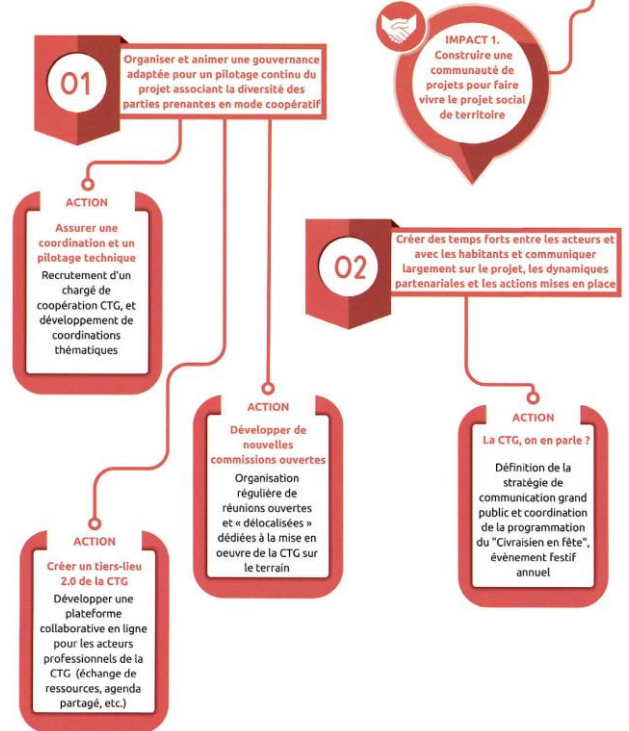 IMPACT 1.
Construire une
communauté de
projets pour faire
vivre le projet social
de territoire
01
Organiser et animer une gouvernance
adaptée pour un pilotage continu du
projet associant la diversité des
parties prenantes en mode coopératif
ACTION
Assurer une
coordination et un
pilotage technique
Recrutement d'un
chargé de
coopération CTG, et
développement de
coordinations
thématiques
ACTION
Créer un tiers-lieu
2.0 de la CTG
Développer une
plateforme
collaborative en ligne
pour les acteurs
professionnels de la
CTG (échange de
ressources, agenda
partagé, etc.)
ACTION
Développer de
nouvelles
commissions ouvertes
Organisation
régulière de
réunions ouvertes
et « délocalisées »
dédiées à la mise en
oeuvre de la CTG sur
le terrain
02
Créer des temps forts entre les acteurs et
avec les habitants et communiquer
largement sur le projet, les dynamiques
partenariales et les actions mises en place
ACTION
La CTG, on en parle ?
Définition de la
stratégie de
communication grand
public et coordination
de la programmation
du "Civraisien en fête",
évènement festif
annuel